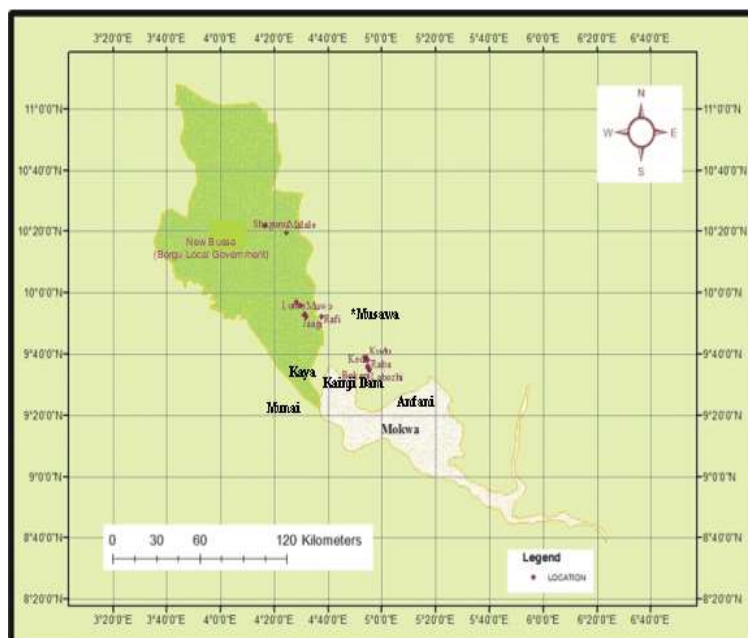 3°20'0"E 3°40'0"E 4°0'0"E 4°20'0"E 4°40'0"E 5°0'0"E 5°20'0"E 5°40'0"E 6°0'0"E 6°20'0"E 6°40'0"E
11°0'0"N 11°0'0"N
N
W E
S
10°40'0"N 10°40'0"N
10°20'0"N 10°20'0"N
Malale
New Bussa
(Borgu Local Government)
10°0'0"N 10°0'0"N
Mawo
*Musawa
Rafi
9°40'0"N 9°40'0"N
Kudu
Raba
Kaya
Kainji Dam
Labozhi
Munai
Anfani
9°20'0"N 9°20'0"N
Mokwa
9°0'0"N 9°0'0"N
8°40'0"N 8°40'0"N
0 30 60 120 Kilometers
Legend
LOCATION
8°20'0"N 8°20'0"N
3°20'0"E 3°40'0"E 4°0'0"E 4°20'0"E 4°40'0"E 5°0'0"E 5°20'0"E 5°40'0"E 6°0'0"E 6°20'0"E 6°40'0"E